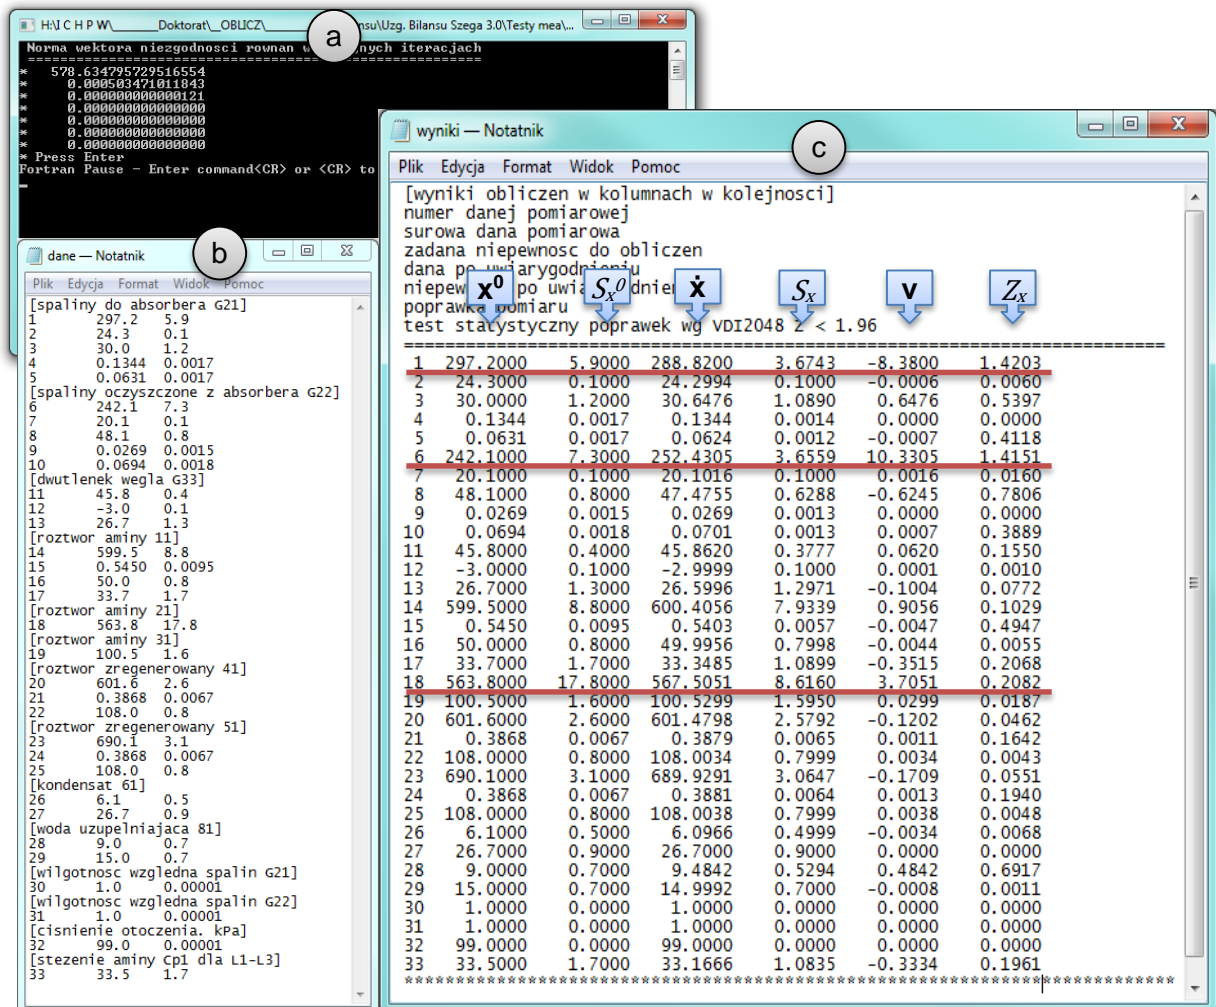 H:\I C H P W\_______Doktorat\__OBLICZ\ nsu\Uzg. Bilansu Szega 3.0\Testy mea\...
a
Norma wektora niezgodnosci rownan w nych iteracjach
========================================================
* 578.634795729516554
* 0.000503471011843
* 0.000000000000121
* 0.000000000000000
* 0.000000000000000
* 0.000000000000000
* 0.000000000000000
* Press Enter
Fortran Pause - Enter command<CR> or <CR> to
b
dane — Notatnik
Plik Edycja Format Widok Pomoc
[spaliny do absorbera G21]
1 297.2 5.9
2 24.3 0.1
3 30.0 1.2
4 0.1344 0.0017
5 0.0631 0.0017
[spaliny oczyszczone z absorbera G22]
6 242.1 7.3
7 20.1 0.1
8 48.1 0.8
9 0.0269 0.0015
10 0.0694 0.0018
[dwutlenek wegla G33]
11 45.8 0.4
12 -3.0 0.1
13 26.7 1.3
[roztwor aminy 11]
14 599.5 8.8
15 0.5450 0.0095
16 50.0 0.8
17 33.7 1.7
[roztwor aminy 21]
18 563.8 17.8
[roztwor aminy 31]
19 100.5 1.6
[roztwor zregenerowany 41]
20 601.6 2.6
21 0.3868 0.0067
22 108.0 0.8
[roztwor zregenerowany 51]
23 690.1 3.1
24 0.3868 0.0067
25 108.0 0.8
[kondensat 61]
26 6.1 0.5
27 26.7 0.9
[woda uzupelniajaca 81]
28 9.0 0.7
29 15.0 0.7
[wilgotnosc wzgledna spalin G21]
30 1.0 0.00001
[wilgotnosc wzgledna spalin G22]
31 1.0 0.00001
[cisnienie otoczenia. kPa]
32 99.0 0.00001
[stezenie aminy Cp1 dla L1-L3]
33 33.5 1.7
wyniki — Notatnik
c
Plik Edycja Format Widok Pomoc
[wyniki obliczen w kolumnach w kolejnosci]
numer danej pomiarowej
surowa dana pomiarowa
zadana niepewnosc do obliczen
dana po uwiarygodnieniu
niepew po uwia dnie
poprawka pomiaru
test statystyczny poprawek wg VDI2048 Z < 1.96
x⁰ Sₓ⁰ ẋ Sₓ v Zₓ
==============================================================================
1 297.2000 5.9000 288.8200 3.6743 -8.3800 1.4203
2 24.3000 0.1000 24.2994 0.1000 -0.0006 0.0060
3 30.0000 1.2000 30.6476 1.0890 0.6476 0.5397
4 0.1344 0.0017 0.1344 0.0014 0.0000 0.0000
5 0.0631 0.0017 0.0624 0.0012 -0.0007 0.4118
6 242.1000 7.3000 252.4305 3.6559 10.3305 1.4151
7 20.1000 0.1000 20.1016 0.1000 0.0016 0.0160
8 48.1000 0.8000 47.4755 0.6288 -0.6245 0.7806
9 0.0269 0.0015 0.0269 0.0013 0.0000 0.0000
10 0.0694 0.0018 0.0701 0.0013 0.0007 0.3889
11 45.8000 0.4000 45.8620 0.3777 0.0620 0.1550
12 -3.0000 0.1000 -2.9999 0.1000 0.0001 0.0010
13 26.7000 1.3000 26.5996 1.2971 -0.1004 0.0772
14 599.5000 8.8000 600.4056 7.9339 0.9056 0.1029
15 0.5450 0.0095 0.5403 0.0057 -0.0047 0.4947
16 50.0000 0.8000 49.9956 0.7998 -0.0044 0.0055
17 33.7000 1.7000 33.3485 1.0899 -0.3515 0.2068
18 563.8000 17.8000 567.5051 8.6160 3.7051 0.2082
19 100.5000 1.6000 100.5299 1.5950 0.0299 0.0187
20 601.6000 2.6000 601.4798 2.5792 -0.1202 0.0462
21 0.3868 0.0067 0.3879 0.0065 0.0011 0.1642
22 108.0000 0.8000 108.0034 0.7999 0.0034 0.0043
23 690.1000 3.1000 689.9291 3.0647 -0.1709 0.0551
24 0.3868 0.0067 0.3881 0.0064 0.0013 0.1940
25 108.0000 0.8000 108.0038 0.7999 0.0038 0.0048
26 6.1000 0.5000 6.0966 0.4999 -0.0034 0.0068
27 26.7000 0.9000 26.7000 0.9000 0.0000 0.0000
28 9.0000 0.7000 9.4842 0.5294 0.4842 0.6917
29 15.0000 0.7000 14.9992 0.7000 -0.0008 0.0011
30 1.0000 0.0000 1.0000 0.0000 0.0000 0.0000
31 1.0000 0.0000 1.0000 0.0000 0.0000 0.0000
32 99.0000 0.0000 99.0000 0.0000 0.0000 0.0000
33 33.5000 1.7000 33.1666 1.0835 -0.3334 0.1961
******************************************************************************